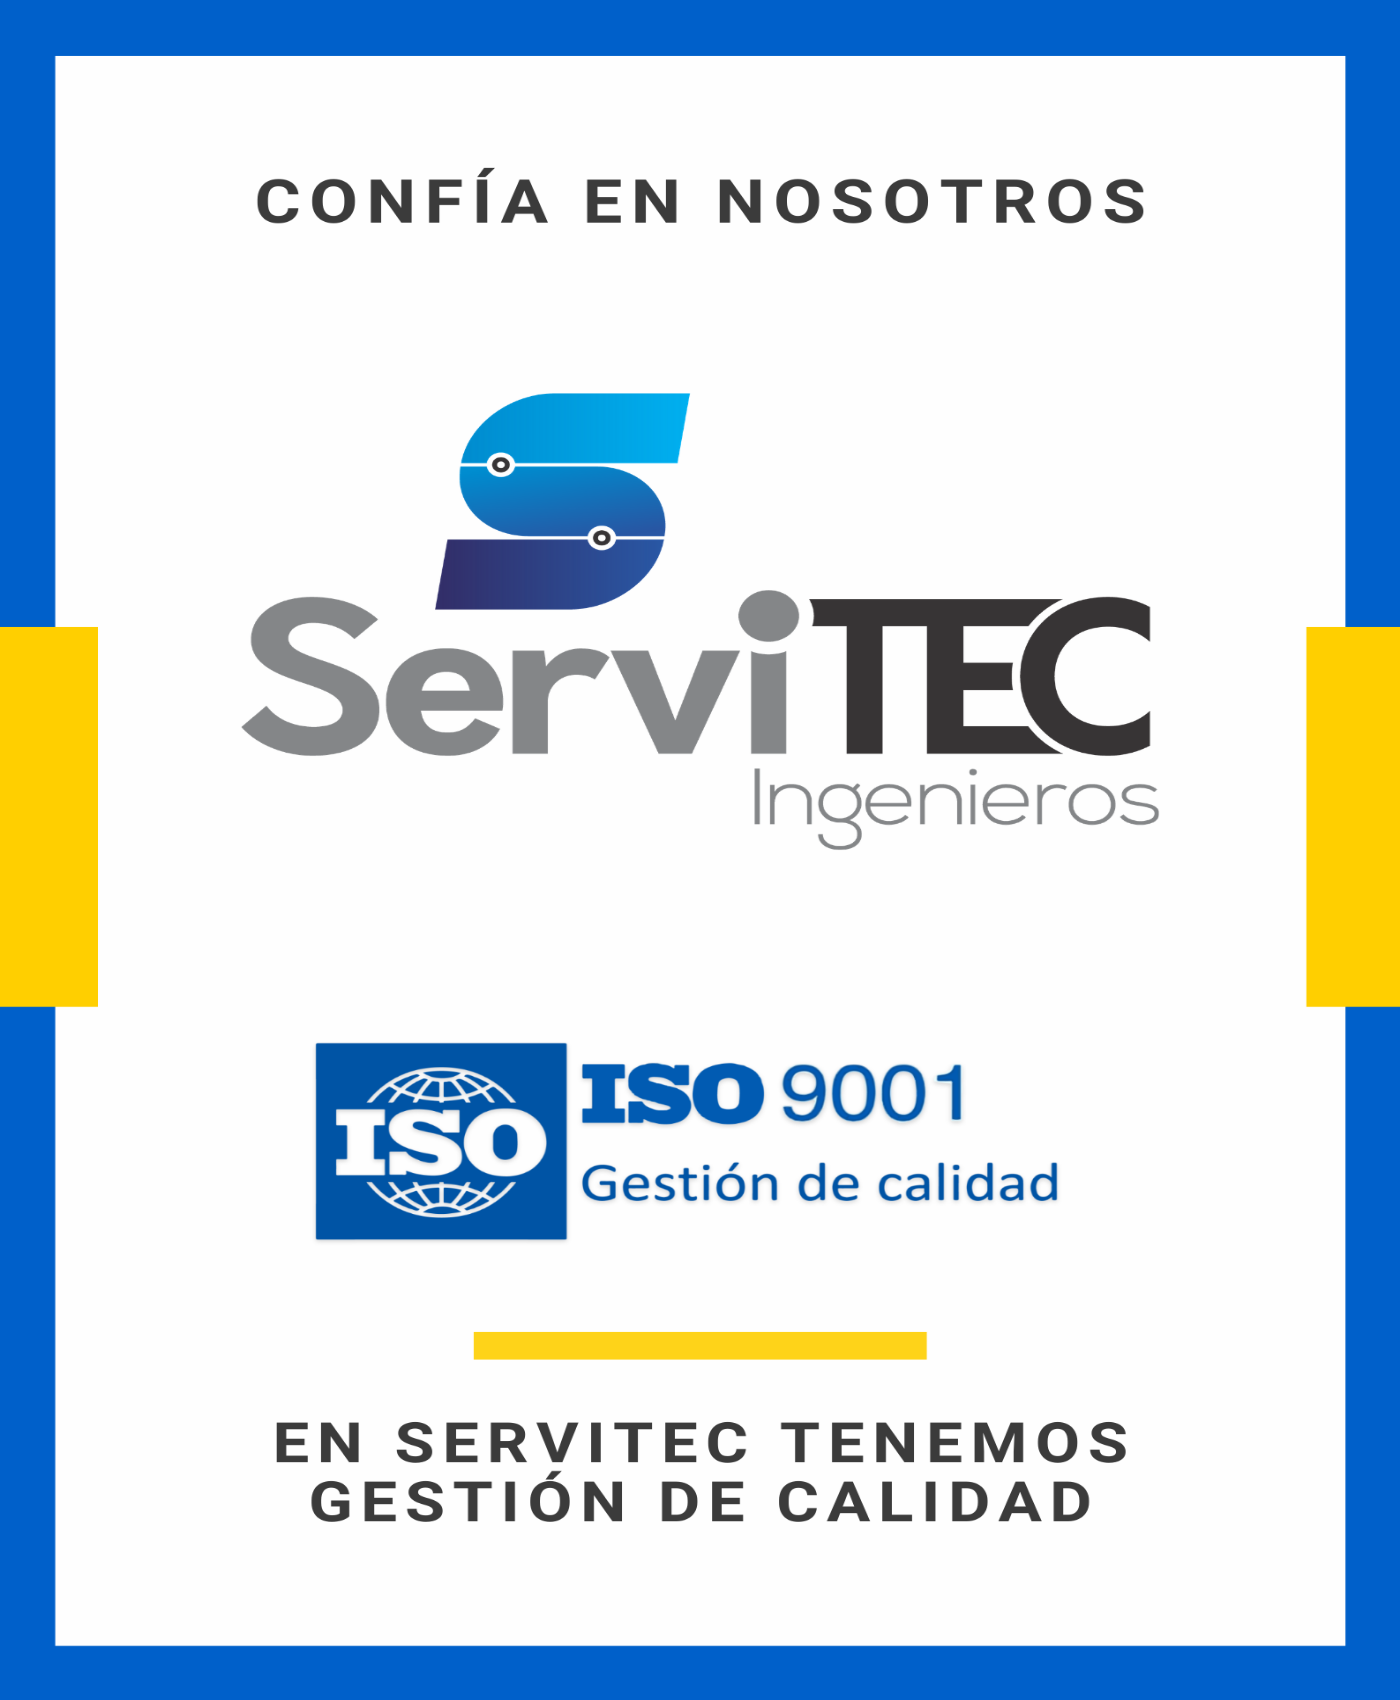 CONFÍA EN NOSOTROS
ServiTEC
Ingenieros
ISO
ISO 9001
Gestión de calidad
EN SERVITEC TENEMOS
GESTIÓN DE CALIDAD